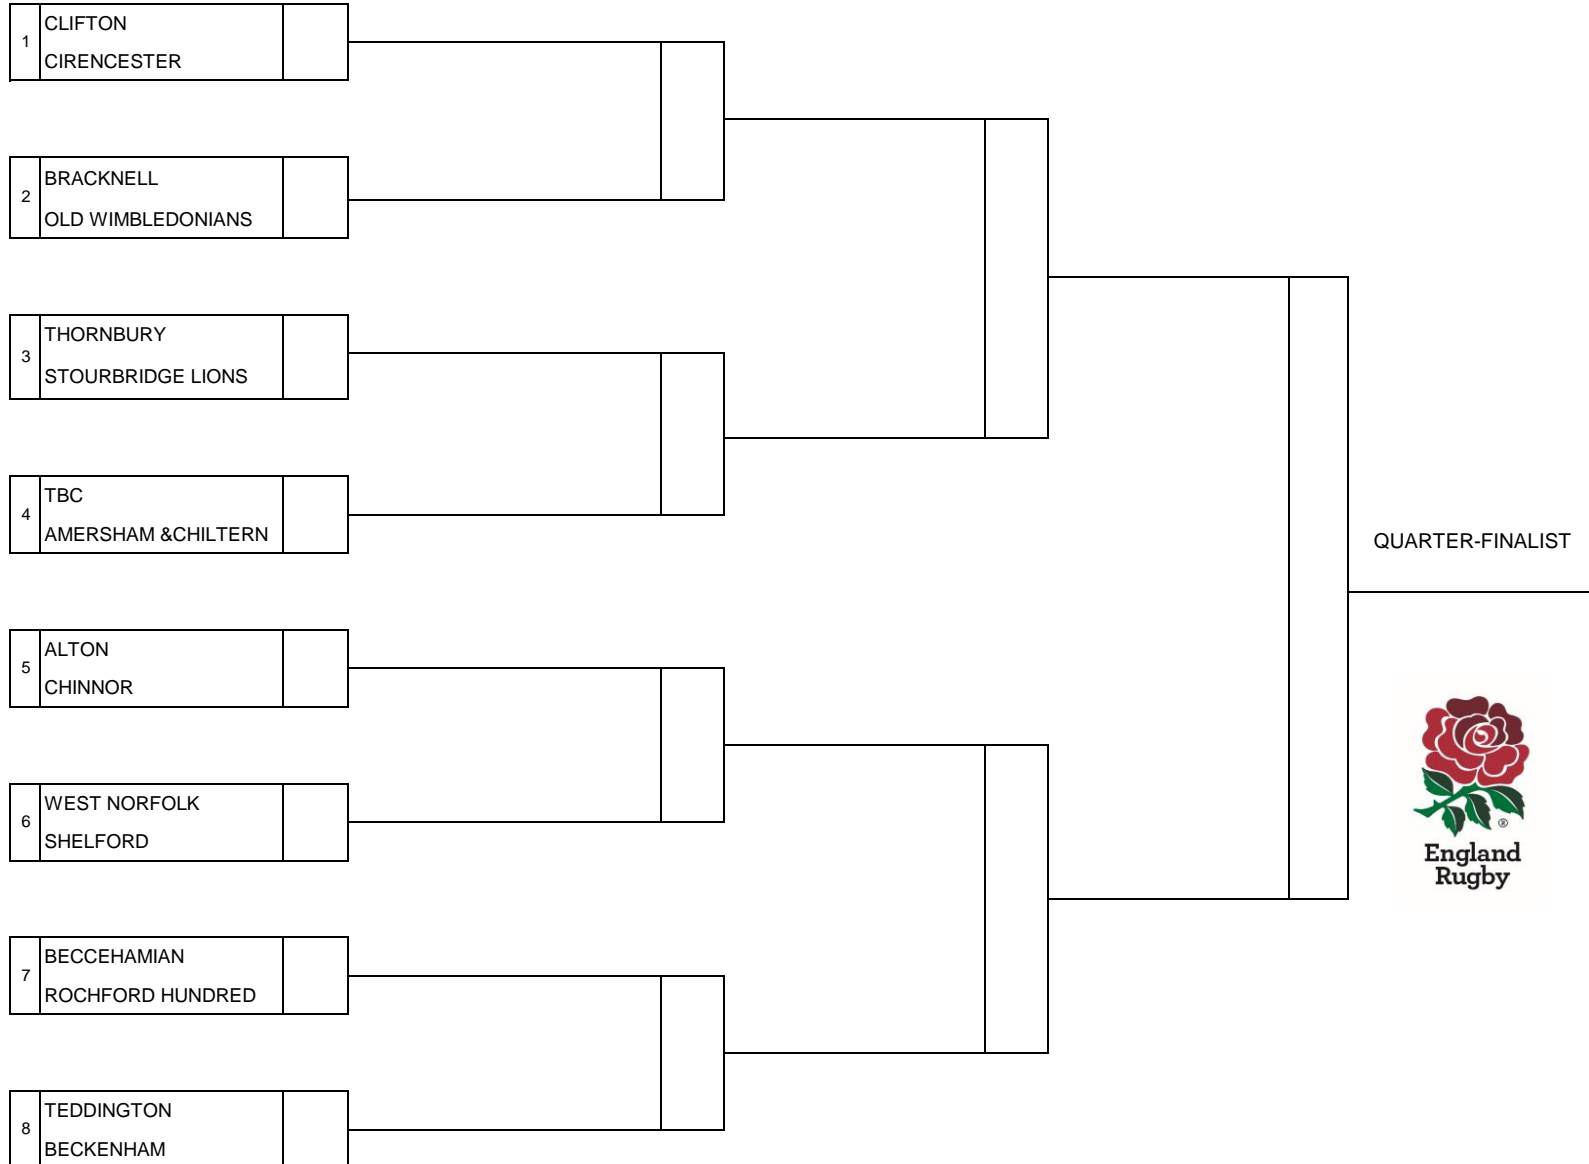 1
CLIFTON
CIRENCESTER
2
BRACKNELL
OLD WIMBLEDONIANS
3
THORNBURY
STOURBRIDGE LIONS
4
TBC
AMERSHAM &CHILTERN
QUARTER-FINALIST
5
ALTON
CHINNOR
6
WEST NORFOLK
SHELFORD
®
England
Rugby
7
BECCEHAMIAN
ROCHFORD HUNDRED
8
TEDDINGTON
BECKENHAM